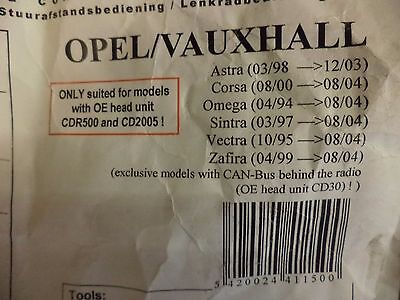 Stuurafstandsbediening / Lenkradbe
OPEL/VAUXHALL
Astra (03/98 —>12/03)
Corsa (08/00 —>08/04)
Omega (04/94 —>08/04)
Sintra (03/97 —>08/04)
Vectra (10/95 —>08/04)
Zafira (04/99 —>08/04)
ONLY suited for models
with OE head unit
CDR500 and CD2005 !
(exclusive models with CAN-Bus behind the radio
(OE head unit CD30) ! )
5 420024 411500
Tools: